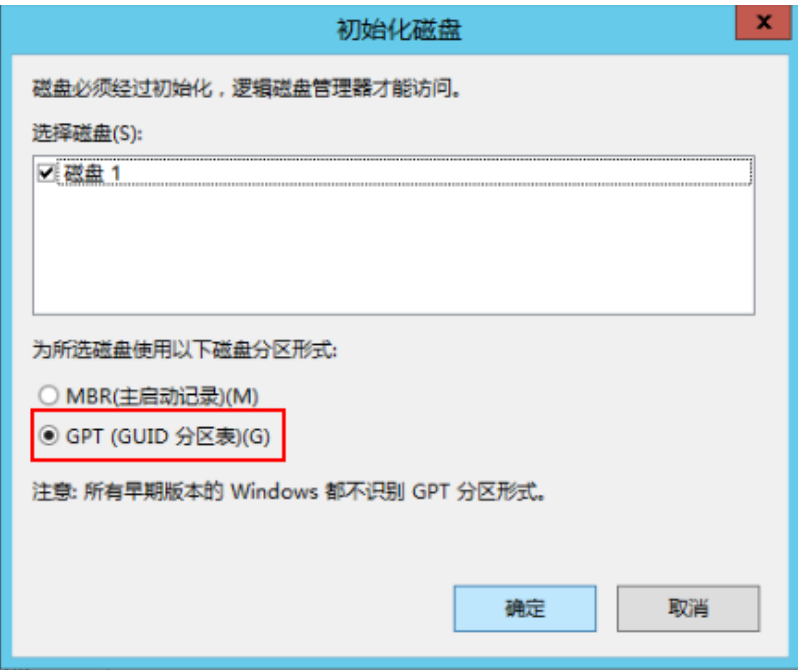 初始化磁盘
x
磁盘必须经过初始化，逻辑磁盘管理器才能访问。
选择磁盘(S):
磁盘 1
为所选磁盘使用以下磁盘分区形式:
MBR(主启动记录)(M)
GPT (GUID 分区表)(G)
注意: 所有早期版本的 Windows 都不识别 GPT 分区形式。
确定 取消